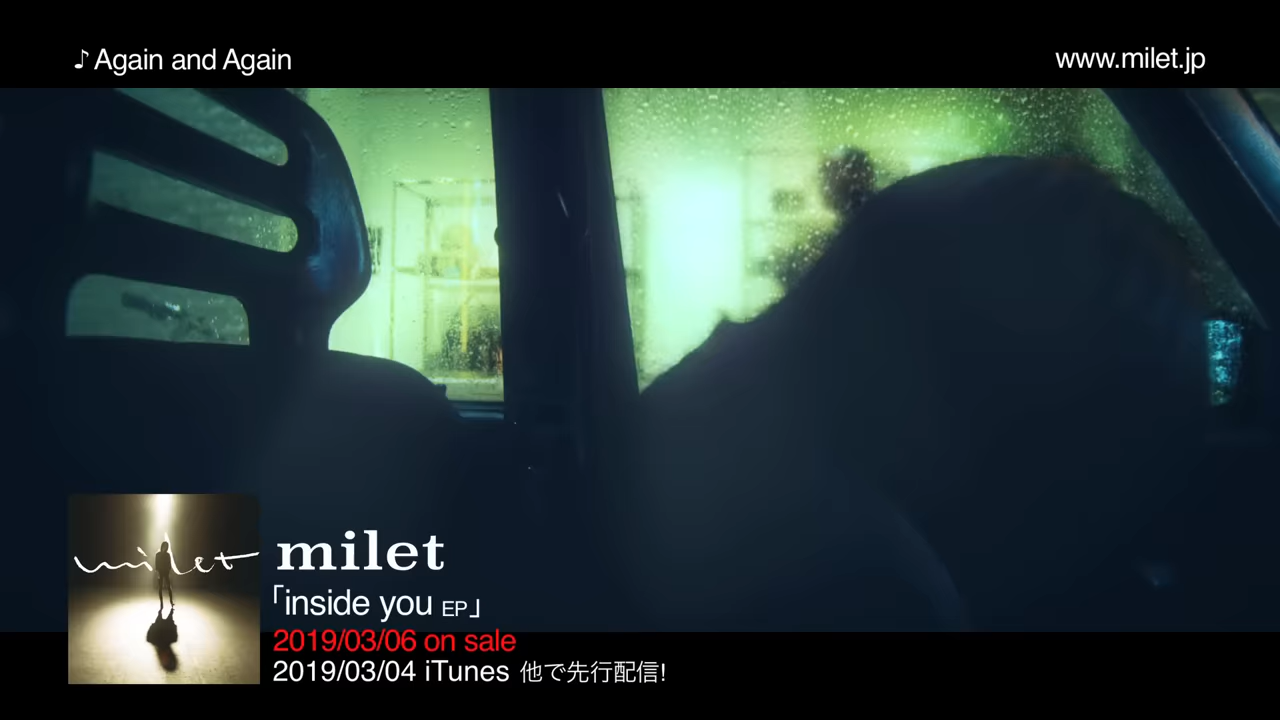 ♪ Again and Again
www.milet.jp
milet
milet
「inside you EP」
2019/03/06 on sale
2019/03/04 iTunes 他で先行配信!